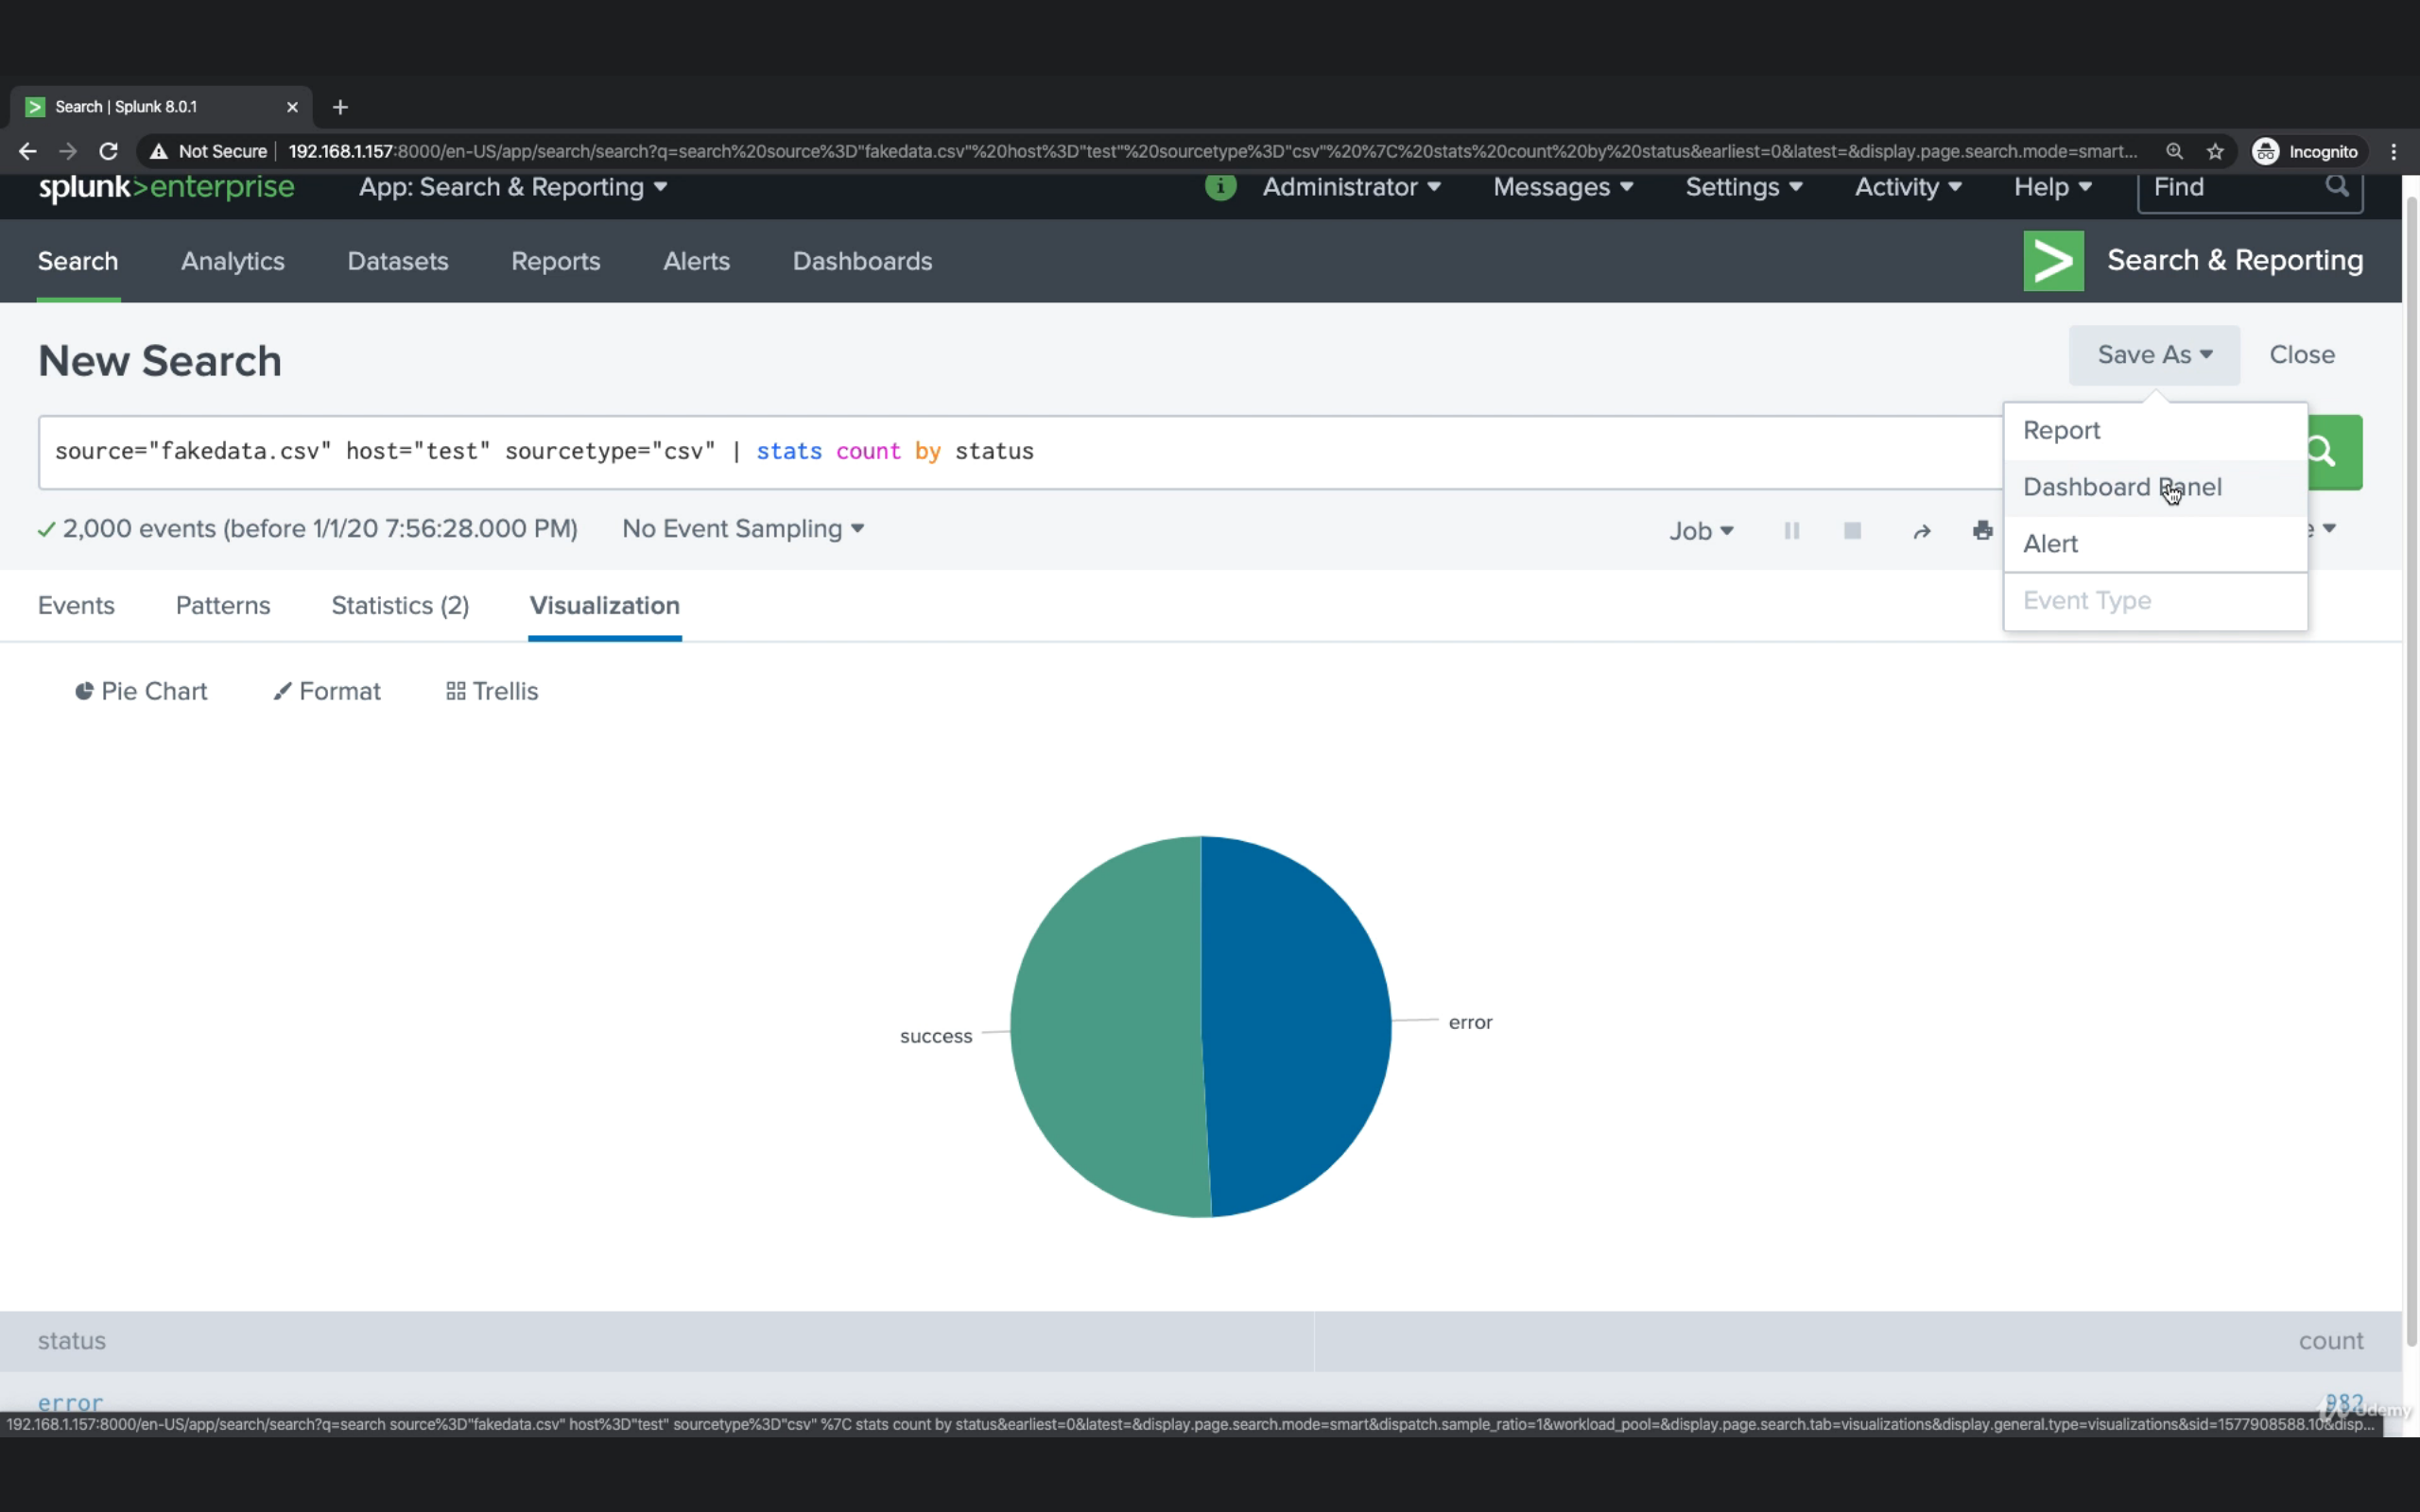 Search | Splunk 8.0.1
Not Secure 192.168.1.157:8000/en-US/app/search/search?q=search%20source%3D"fakedata.csv"%20host%3D"test"%20sourcetype%3D"csv"%20%7C%20stats%20count%20by%20status&earliest=0&latest=&display.page.search.mode=smart... Incognito
splunk>enterprise App: Search & Reporting i Administrator Messages Settings Activity Help Find
Search Analytics Datasets Reports Alerts Dashboards > Search & Reporting
New Search Save As Close
Report
source="fakedata.csv" host="test" sourcetype="csv" | stats count by status
Dashboard Panel
2,000 events (before 1/1/20 7:56:28.000 PM) No Event Sampling Job
Alert
Event Type
Events Patterns Statistics (2) Visualization
Pie Chart Format Trellis
success error
status count
error 982
Udemy
192.168.1.157:8000/en-US/app/search/search?q=search source%3D"fakedata.csv" host%3D"test" sourcetype%3D"csv" %7C stats count by status&earliest=0&latest=&display.page.search.mode=smart&dispatch.sample_ratio=1&workload_pool=&display.page.search.tab=visualizations&display.general.type=visualizations&sid=1577908588.10&disp...